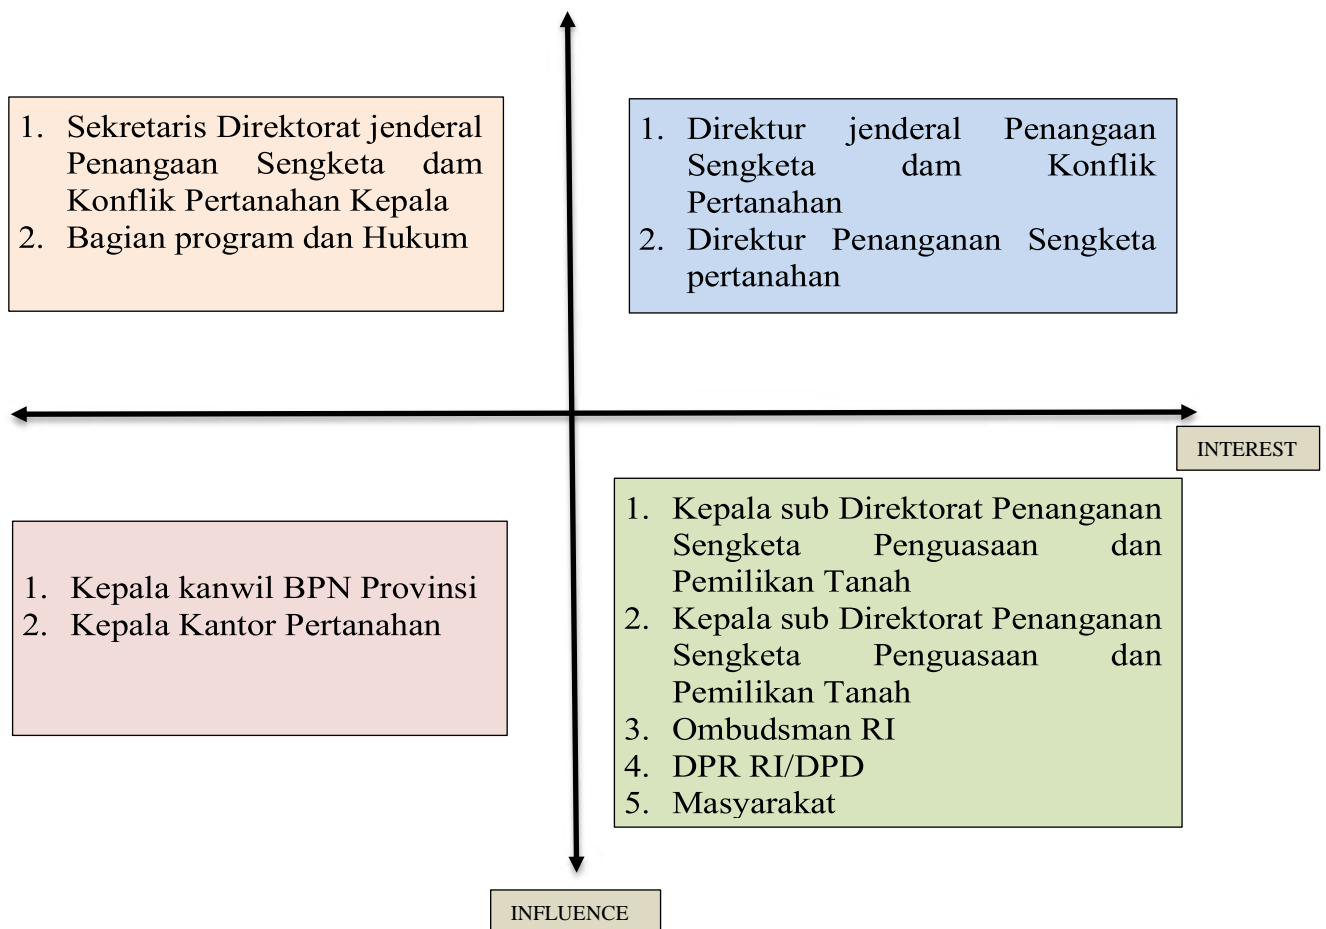 1. Sekretaris Direktorat jenderal
Penangaan Sengketa dam
Konflik Pertanahan Kepala
2. Bagian program dan Hukum
1. Direktur jenderal Penangaan
Sengketa dam Konflik
Pertanahan
2. Direktur Penanganan Sengketa
pertanahan
INTEREST
1. Kepala kanwil BPN Provinsi
2. Kepala Kantor Pertanahan
1. Kepala sub Direktorat Penanganan
Sengketa Penguasaan dan
Pemilikan Tanah
2. Kepala sub Direktorat Penanganan
Sengketa Penguasaan dan
Pemilikan Tanah
3. Ombudsman RI
4. DPR RI/DPD
5. Masyarakat
INFLUENCE